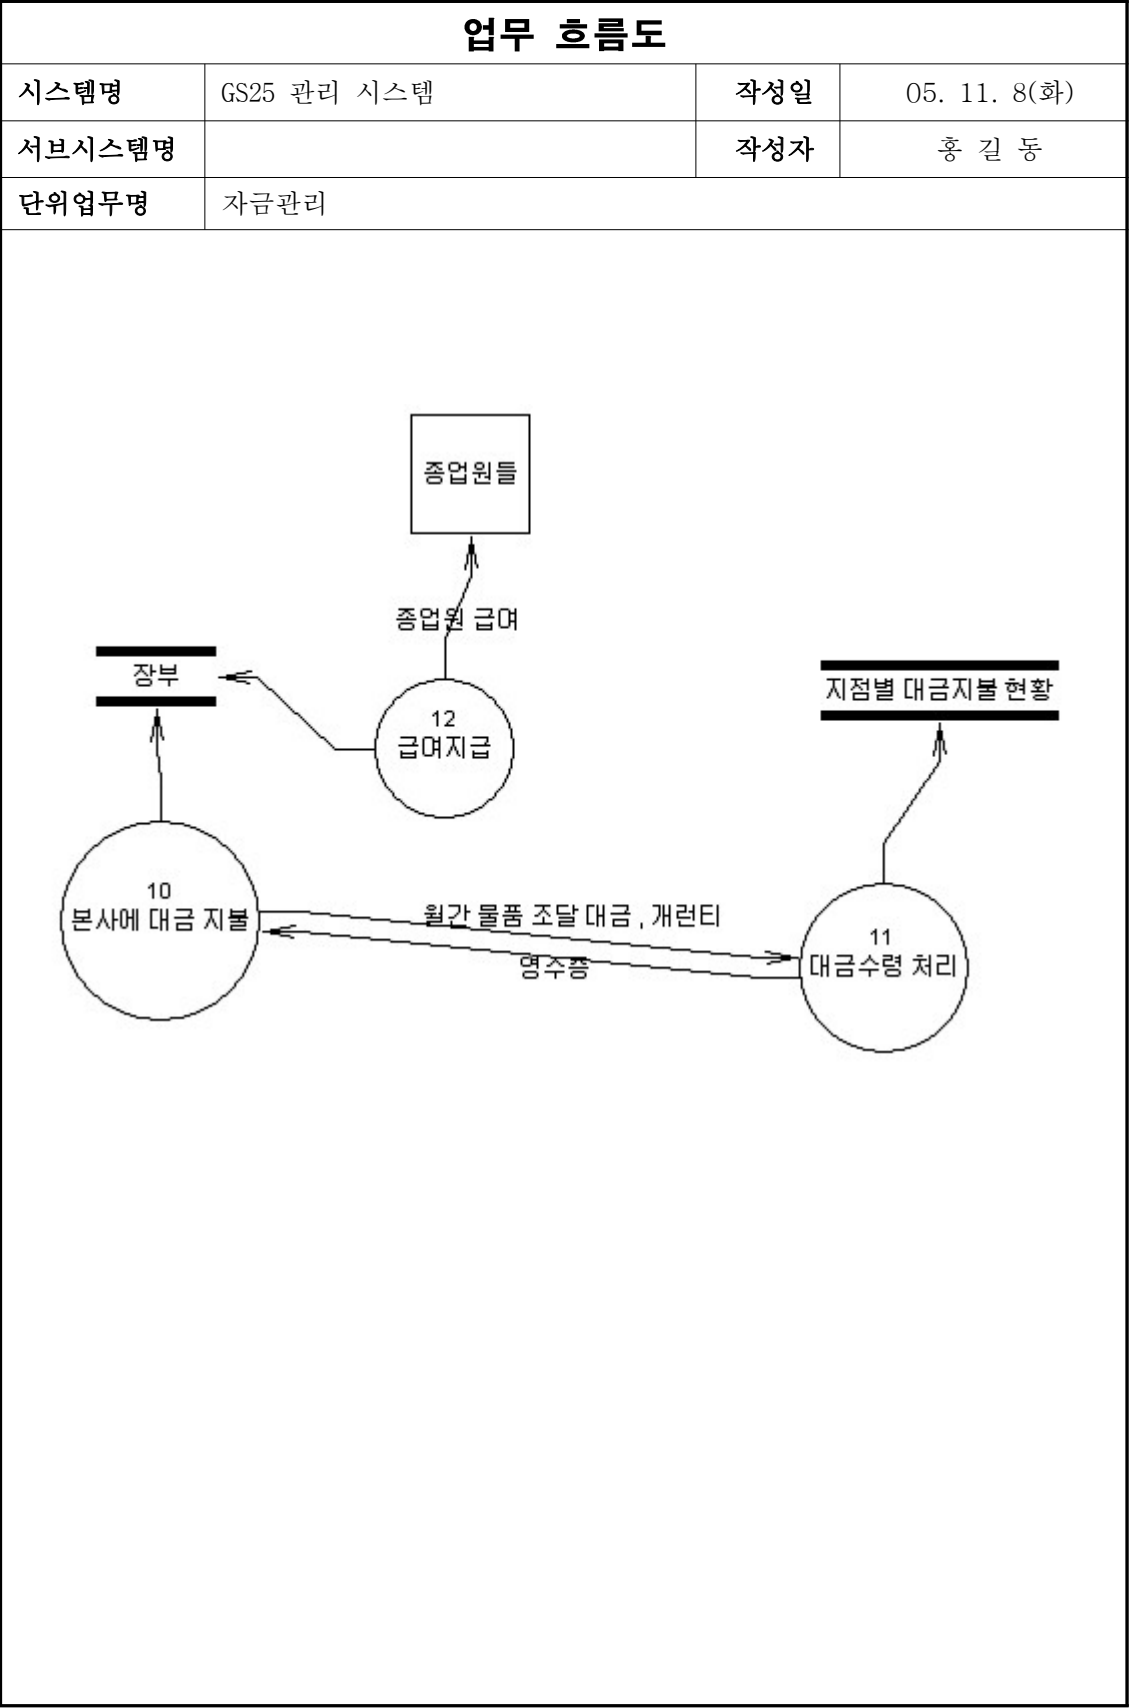 업무 흐름도
시스템명 GS25 관리 시스템 작성일 05. 11. 8(화)
서브시스템명 작성자 홍 길 동
단위업무명 자금관리
종업원들
종업원 급여
장부
지점별 대금지불 현황
12
급여지급
10
본사에 대금 지불
월간 물품 조달 대금 , 개런티
11
대금수령 처리
영수증